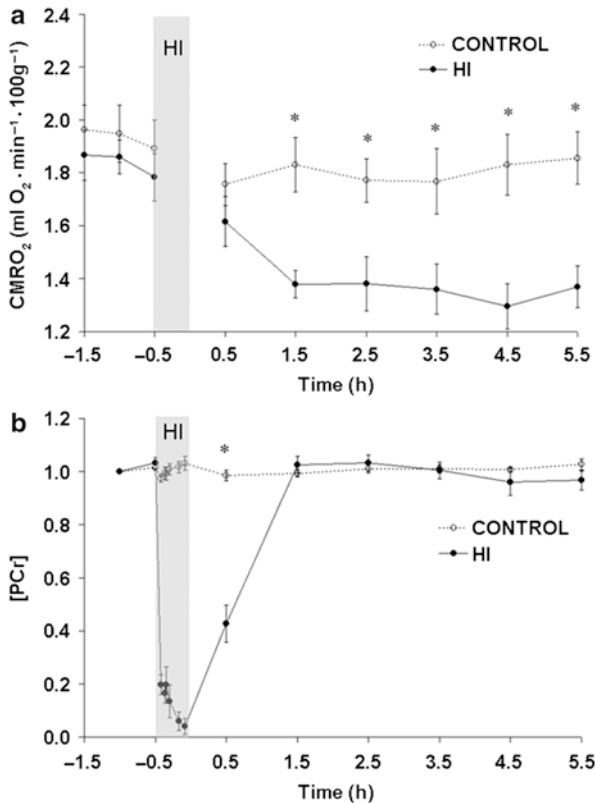 a
HI
CONTROL
HI
* * * * *
CMRO₂ (ml O₂ · min⁻¹ · 100g⁻¹)
2.4
2.2
2.0
1.8
1.6
1.4
1.2
–1.5 –1.0 –0.5 0.5 1.5 2.5 3.5 4.5 5.5
Time (h)
b
HI
*
CONTROL
HI
[PCr]
1.2
1.0
0.8
0.6
0.4
0.2
0.0
–1.5 –0.5 0.5 1.5 2.5 3.5 4.5 5.5
Time (h)